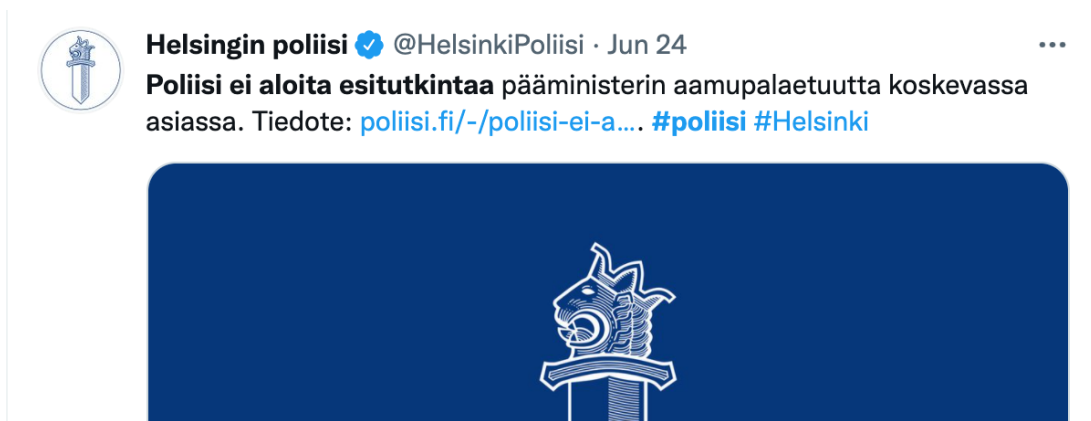 Helsingin poliisi @HelsinkiPoliisi · Jun 24
Poliisi ei aloita esitutkintaa pääministerin aamupalaetuutta koskevassa
asiassa. Tiedote: poliisi.fi/-/poliisi-ei-a.... #poliisi #Helsinki